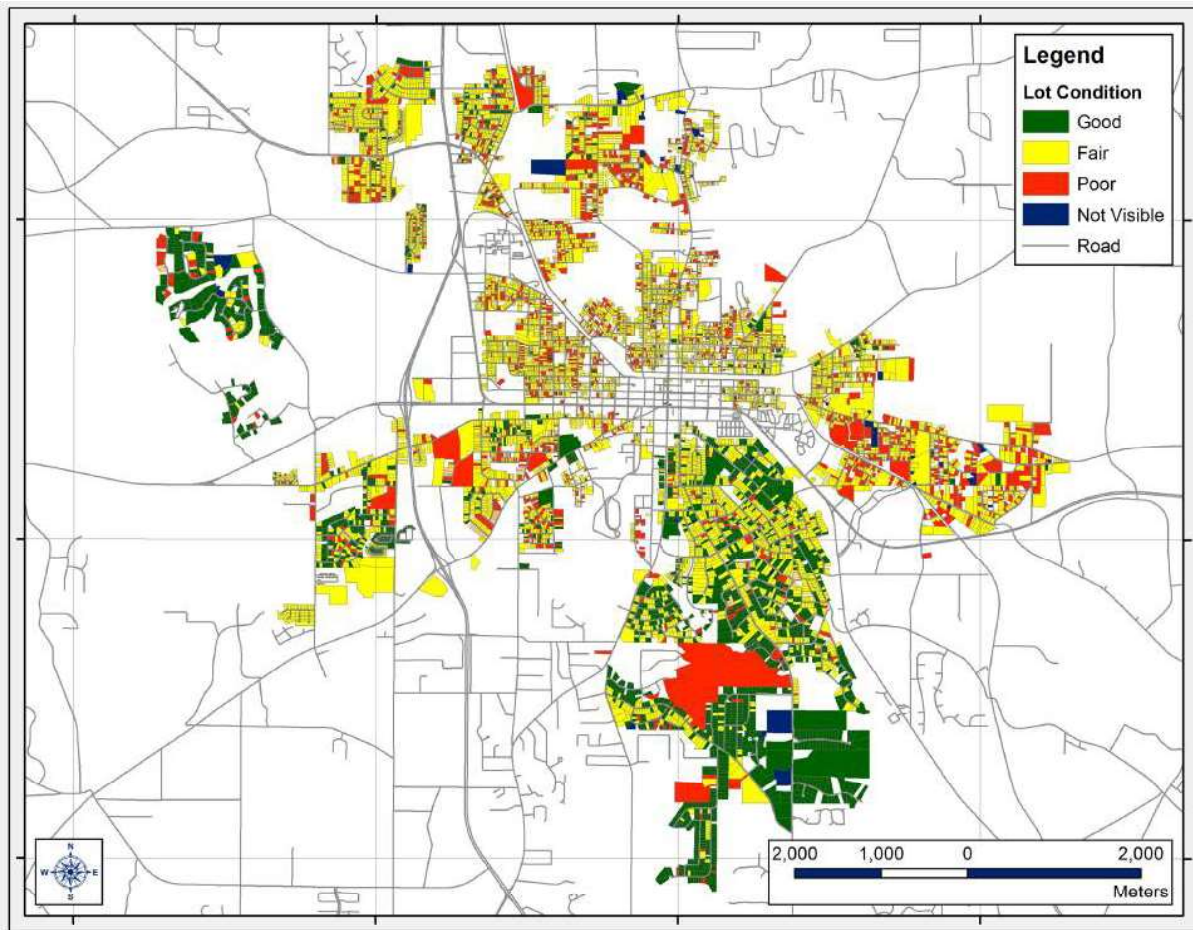 Legend
Lot Condition
Good
Fair
Poor
Not Visible
Road
N
W E
S
2,000 1,000 0 2,000
Meters